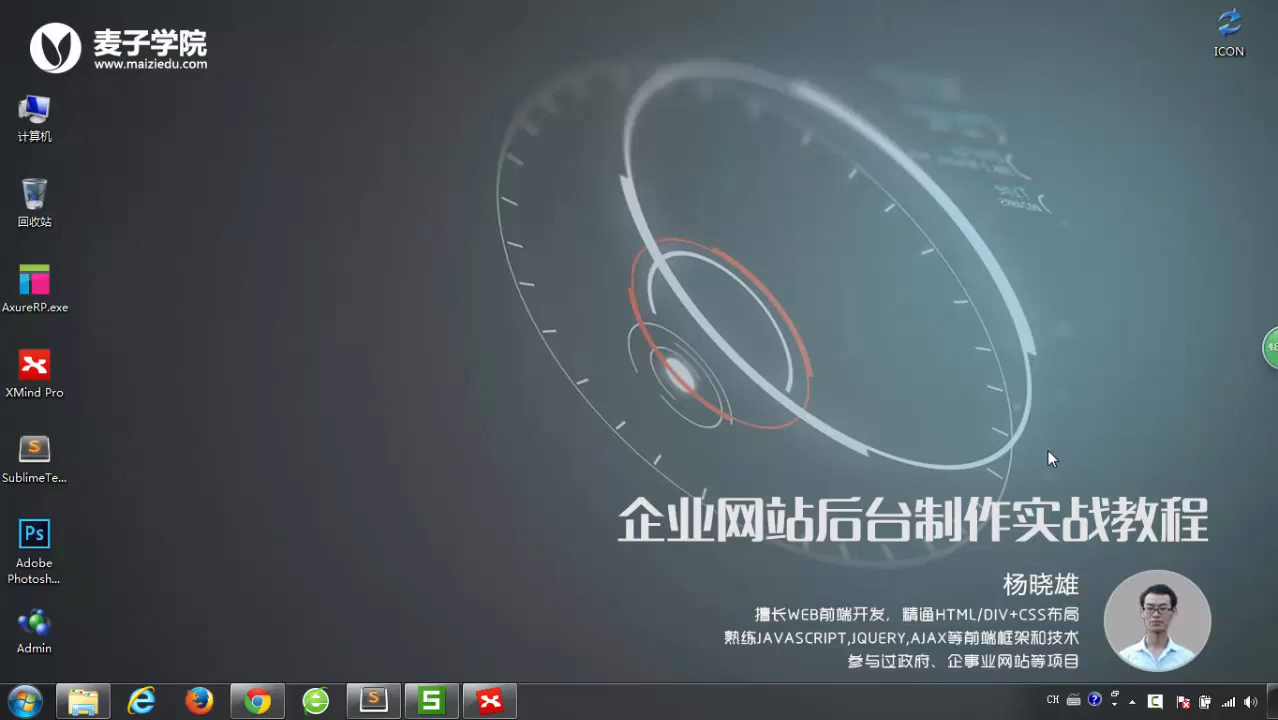 麦子学院
www.maiziedu.com
ICON
计算机
回收站
AxureRP.exe
XMind Pro
SublimeTe...
Adobe
Photosh...
Admin
企业网站后台制作实战教程
杨晓雄
擅长WEB前端开发，精通HTML/DIV+CSS布局
熟练JAVASCRIPT,JQUERY,AJAX等前端框架和技术
参与过政府、企事业网站等项目
CH